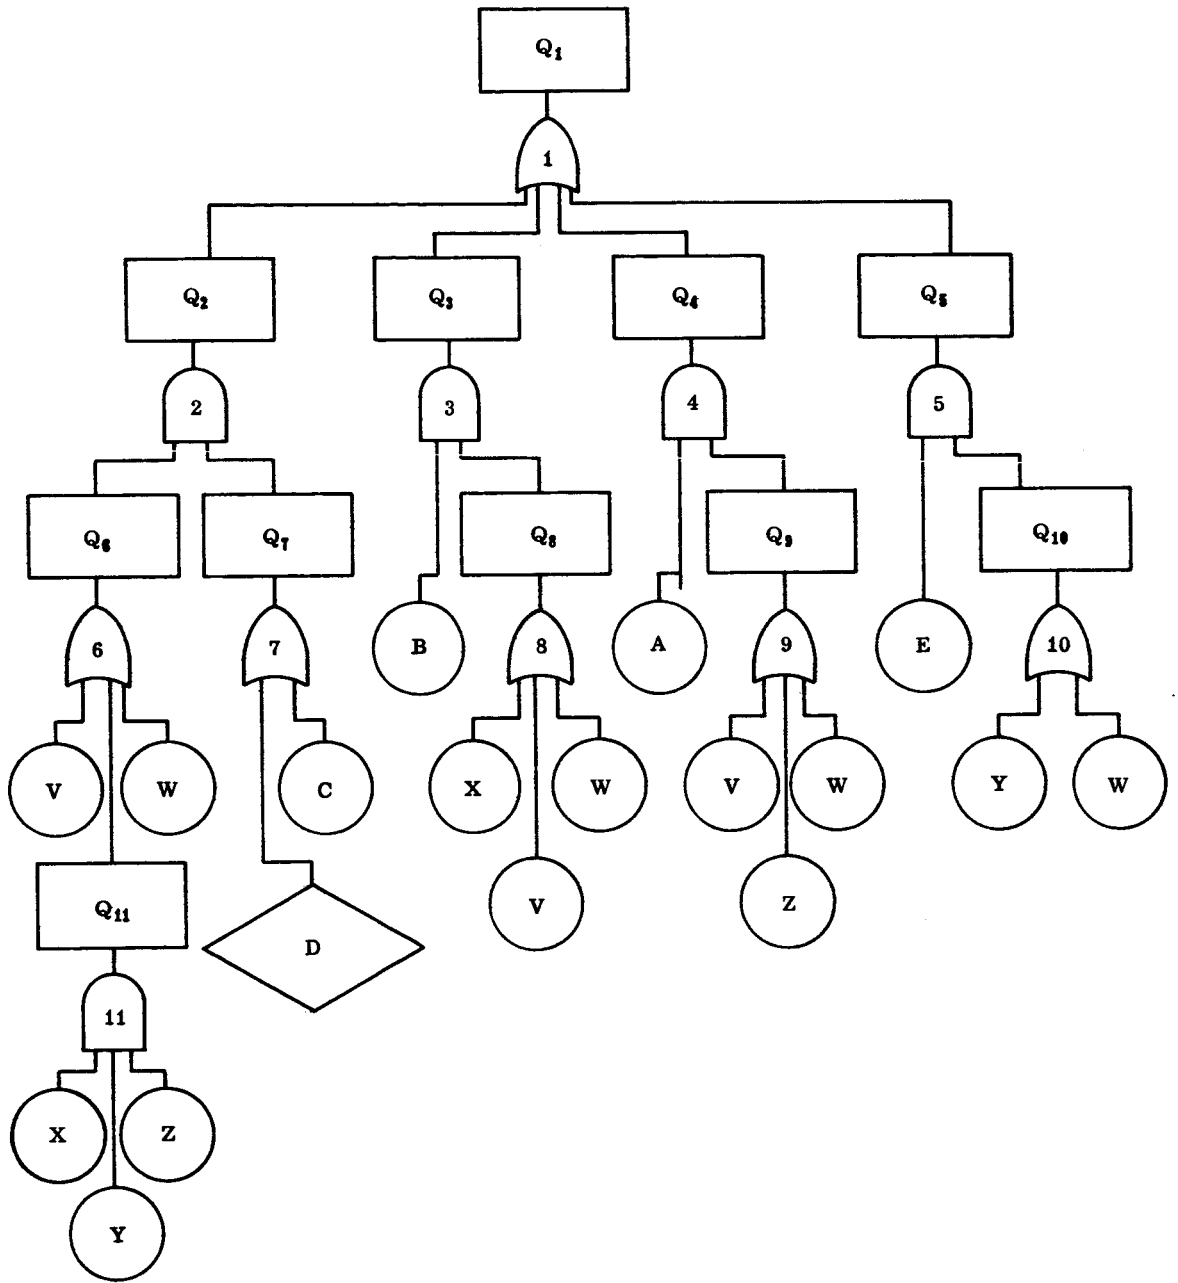 Q₁
1
Q₂ Q₃ Q₄ Q₅
2 3 4 5
Q₆ Q₇ Q₈ Q₉ Q₁₀
6 7 B 8 A 9 E 10
V W C X W V W Y W
Q₁₁ D V Z
11
X Z
Y